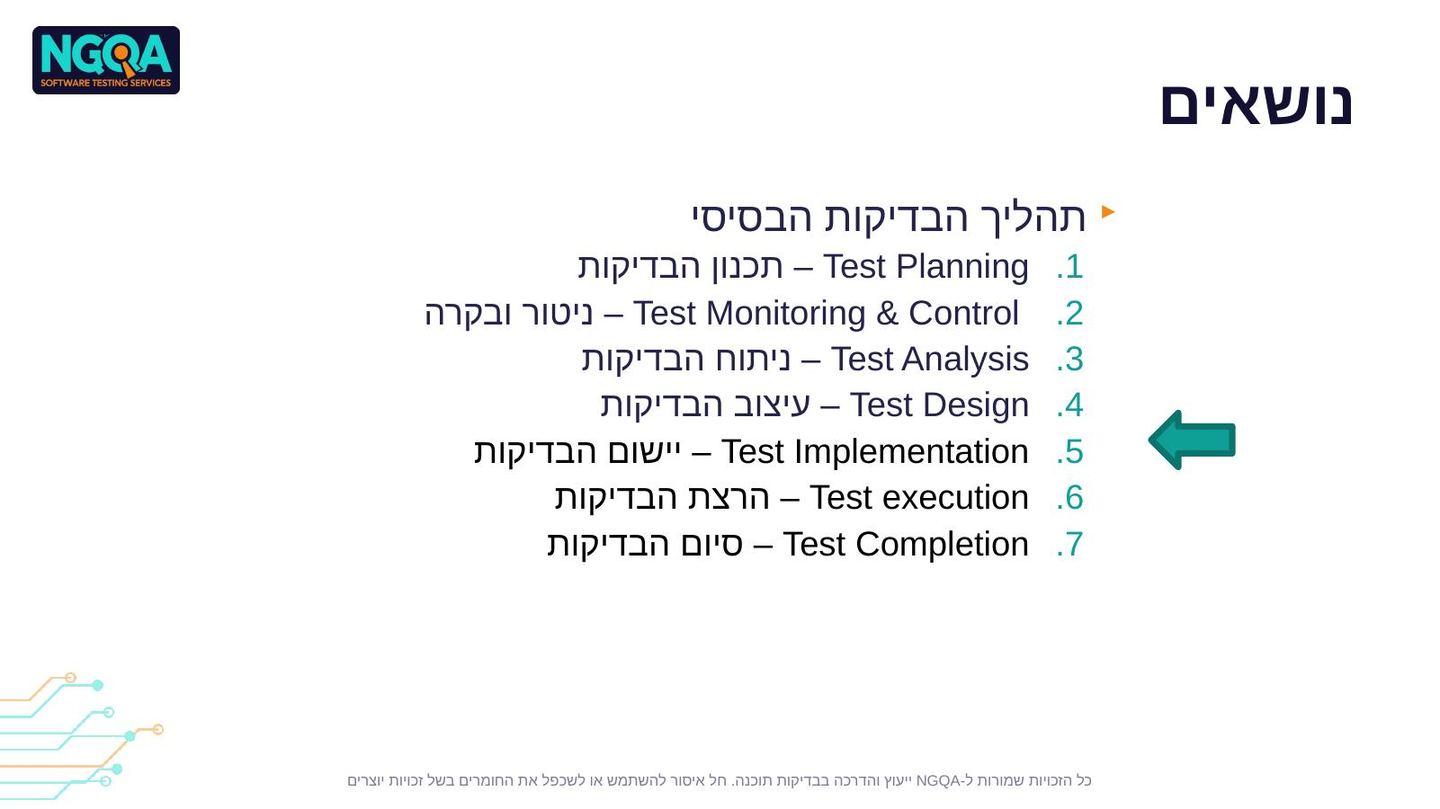 NGQA
SOFTWARE TESTING SERVICES
נושאים
תהליך הבדיקות הבסיסי
1. Test Planning – תכנון הבדיקות
2. Test Monitoring & Control – ניטור ובקרה
3. Test Analysis – ניתוח הבדיקות
4. Test Design – עיצוב הבדיקות
5. Test Implementation – יישום הבדיקות
6. Test execution – הרצת הבדיקות
7. Test Completion – סיום הבדיקות
כל הזכויות שמורות ל-NGQA ייעוץ והדרכה בבדיקות תוכנה. חל איסור להשתמש או לשכפל את החומרים בשל זכויות יוצרים